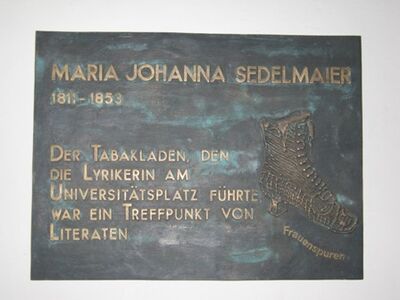 MARIA JOHANNA SEDELMAIER
1811-1853
DER TABAKLADEN, DEN
DIE LYRIKERIN AM
UNIVERSITÄTSPLATZ FÜHRTE
WAR EIN TREFFPUNKT VON
LITERATEN
Frauenspuren